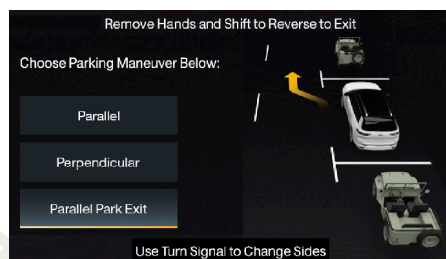 Remove Hands and Shift to Reverse to Exit
Choose Parking Maneuver Below:
Parallel
Perpendicular
Parallel Park Exit
Use Turn Signal to Change Sides